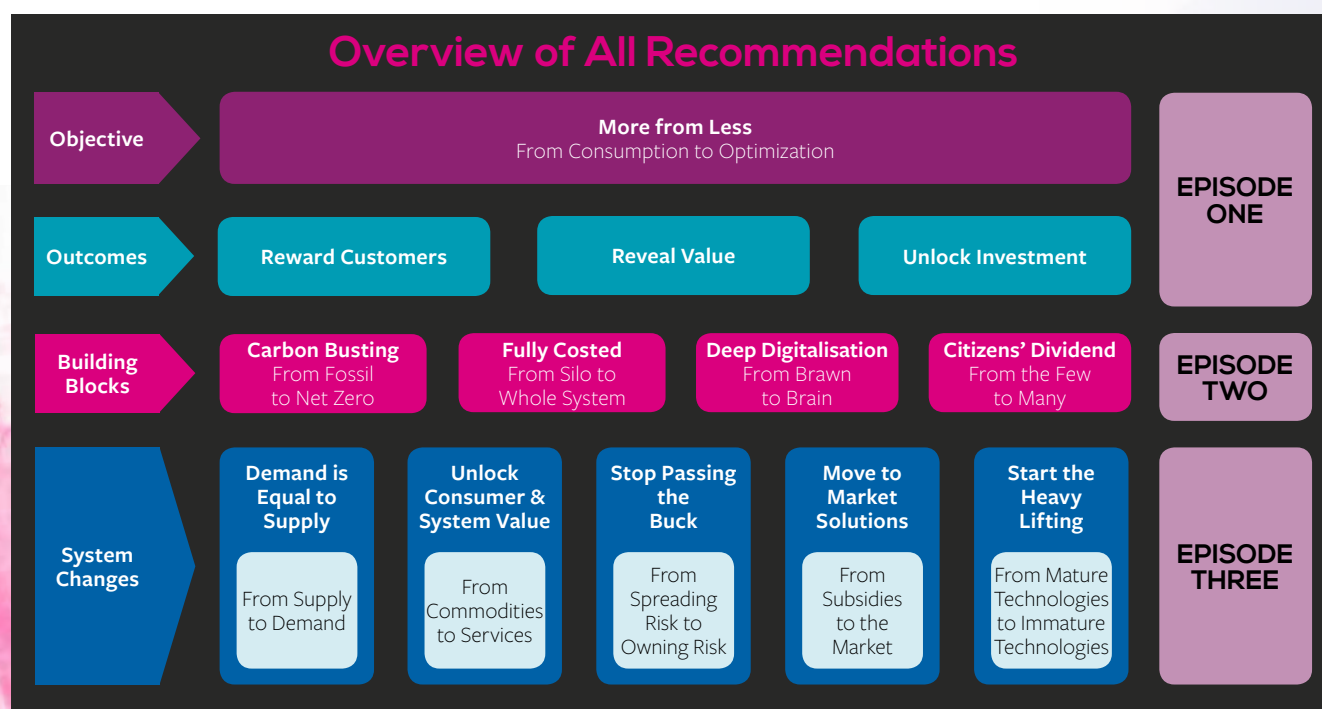 Overview of All Recommendations
Objective
More from Less
From Consumption to Optimization
EPISODE
ONE
Outcomes
Reward Customers
Reveal Value
Unlock Investment
Building
Blocks
Carbon Busting
From Fossil
to Net Zero
Fully Costed
From Silo to
Whole System
Deep Digitalisation
From Brawn
to Brain
Citizens’ Dividend
From the Few
to Many
EPISODE
TWO
System
Changes
Demand is
Equal to
Supply
From Supply
to Demand
Unlock
Consumer &
System Value
From
Commodities
to Services
Stop Passing
the
Buck
From
Spreading
Risk to
Owning Risk
Move to
Market
Solutions
From
Subsidies
to the
Market
Start the
Heavy
Lifting
From Mature
Technologies
to Immature
Technologies
EPISODE
THREE